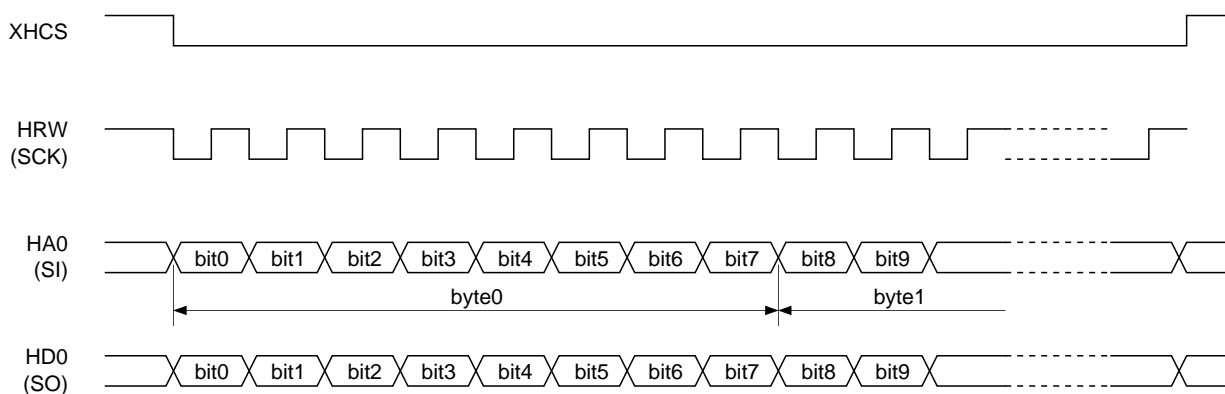 XHCS
HRW
(SCK)
HA0
(SI)
bit0 bit1 bit2 bit3 bit4 bit5 bit6 bit7 bit8 bit9
byte0 byte1
HD0
(SO)
bit0 bit1 bit2 bit3 bit4 bit5 bit6 bit7 bit8 bit9